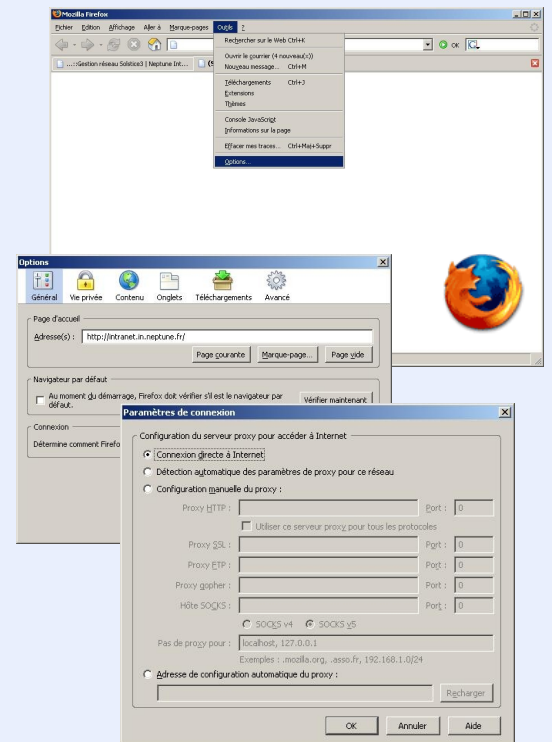 Mozilla Firefox
Fichier Edition Affichage Aller à Marque-pages Outils ?
Rechercher sur le Web Ctrl+K
OK
Ouvrir le courrier (4 nouveau(x))
...::Gestion réseau Solstice3 | Neptune Int...
Nouveau message... Ctrl+M
Téléchargements Ctrl+J
Extensions
Thèmes
Console JavaScript
Informations sur la page
Effacer mes traces... Ctrl+Maj+Suppr
Options...
Options
Général Vie privée Contenu Onglets Téléchargements Avancé
Page d'accueil
Adresse(s) : http://intranet.in.neptune.fr/
Page courante Marque-page... Page vide
Navigateur par défaut
Au moment du démarrage, Firefox doit vérifier s'il est le navigateur par
défaut.
Vérifier maintenant
Connexion
Détermine comment Firefo
Paramètres de connexion
Configuration du serveur proxy pour accéder à Internet
Connexion directe à Internet
Détection automatique des paramètres de proxy pour ce réseau
Configuration manuelle du proxy :
Proxy HTTP : Port : 0
Utiliser ce serveur proxy pour tous les protocoles
Proxy SSL : Port : 0
Proxy FTP : Port : 0
Proxy gopher : Port : 0
Hôte SOCKS : Port : 0
SOCKS v4 SOCKS v5
Pas de proxy pour : localhost, 127.0.0.1
Exemples : .mozilla.org, .asso.fr, 192.168.1.0/24
Adresse de configuration automatique du proxy :
Recharger
OK Annuler Aide